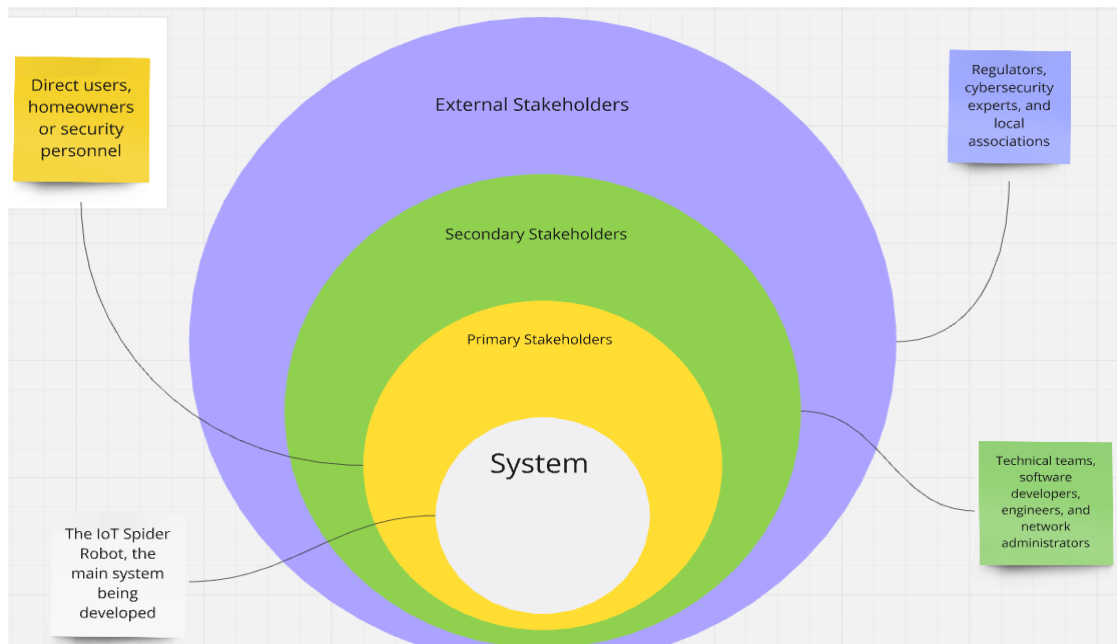 Direct users,
homeowners
or security
personnel
External Stakeholders
Regulators,
cybersecurity
experts, and
local
associations
Secondary Stakeholders
Primary Stakeholders
System
Technical teams,
software
developers,
engineers, and
network
administrators
The IoT Spider
Robot, the
main system
being
developed